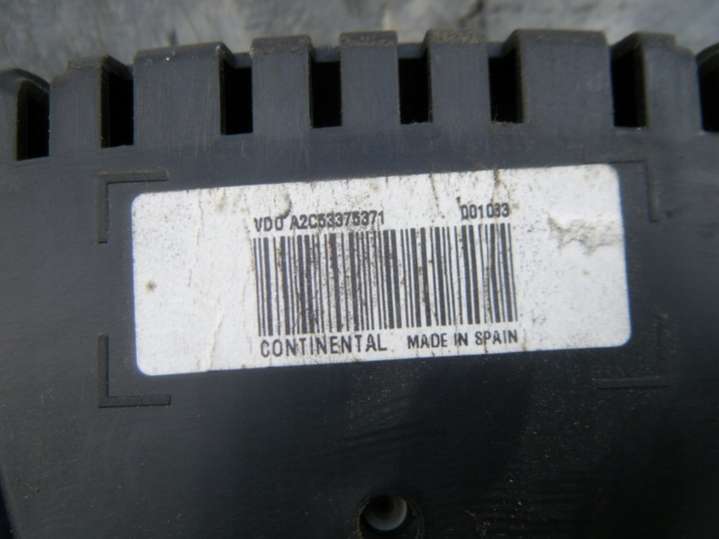 VDO A2C53375371 001033
CONTINENTAL MADE IN SPAIN